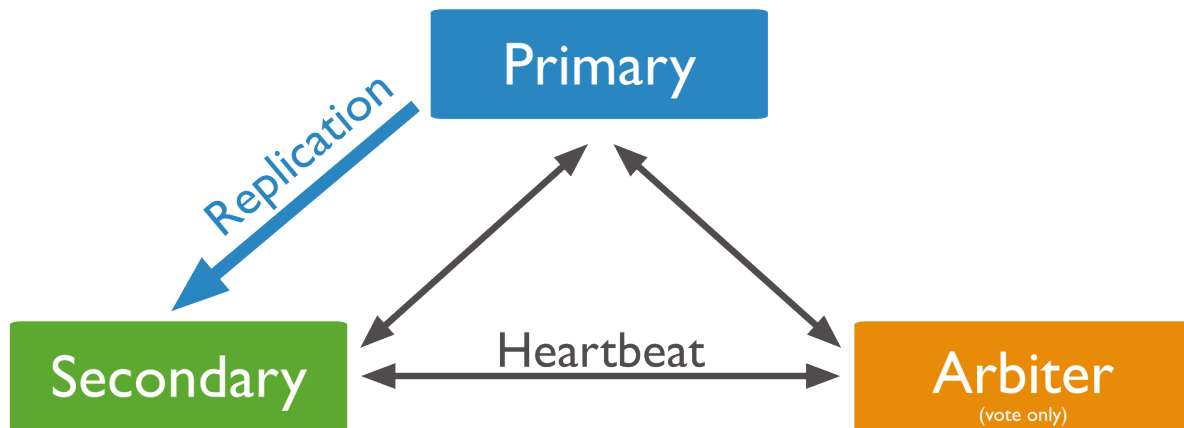 Primary
Replication
Heartbeat
Secondary
Arbiter
(vote only)